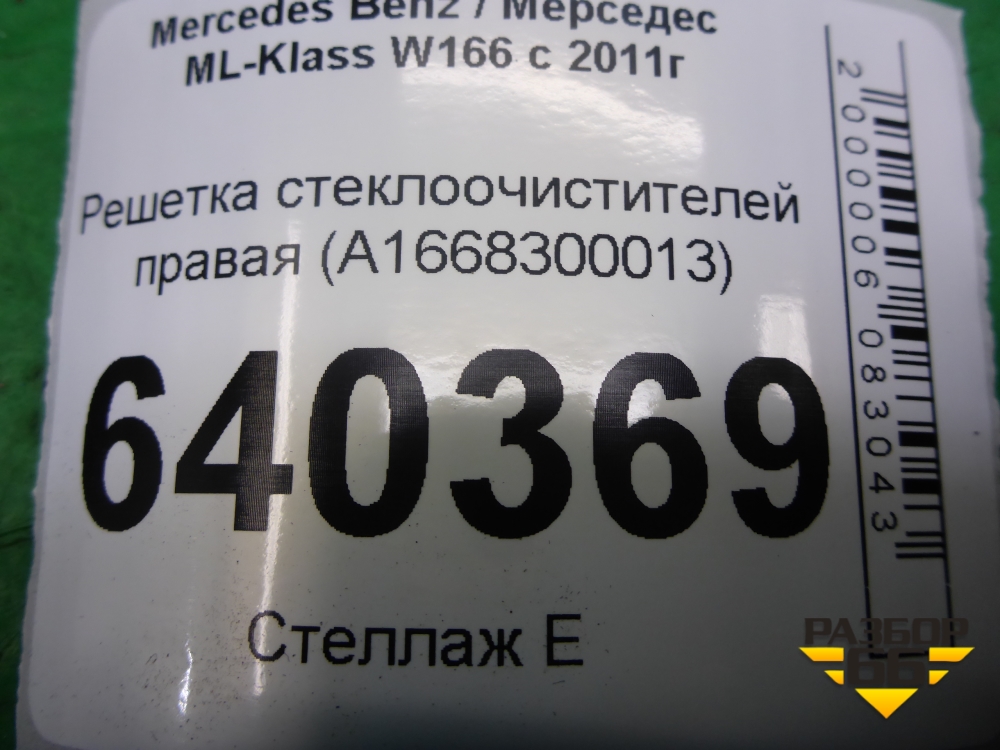 Mercedes Benz / Мерседес
ML-Klass W166 с 2011г
Решетка стеклоочистителей
правая (A1668300013)
640369
Стеллаж Е
2000006083043
РАЗБОР
66